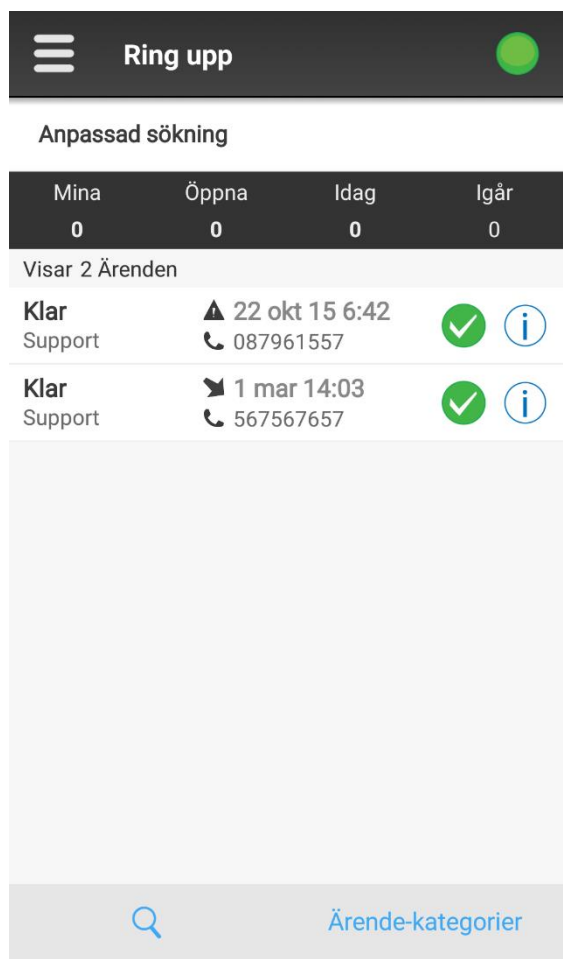 Ring upp
Anpassad sökning
Mina Öppna Idag Igår
0 0 0 0
Visar 2 Ärenden
Klar 22 okt 15 6:42
Support 087961557
Klar 1 mar 14:03
Support 567567657
Ärende-kategorier